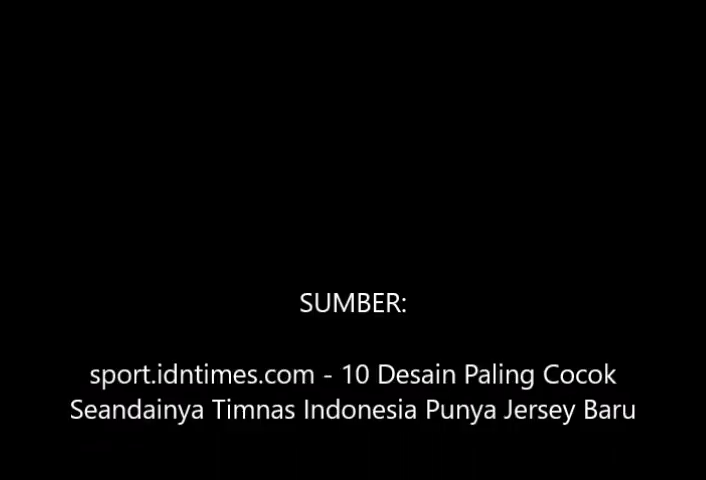 SUMBER:
sport.idntimes.com - 10 Desain Paling Cocok
Seandainya Timnas Indonesia Punya Jersey Baru